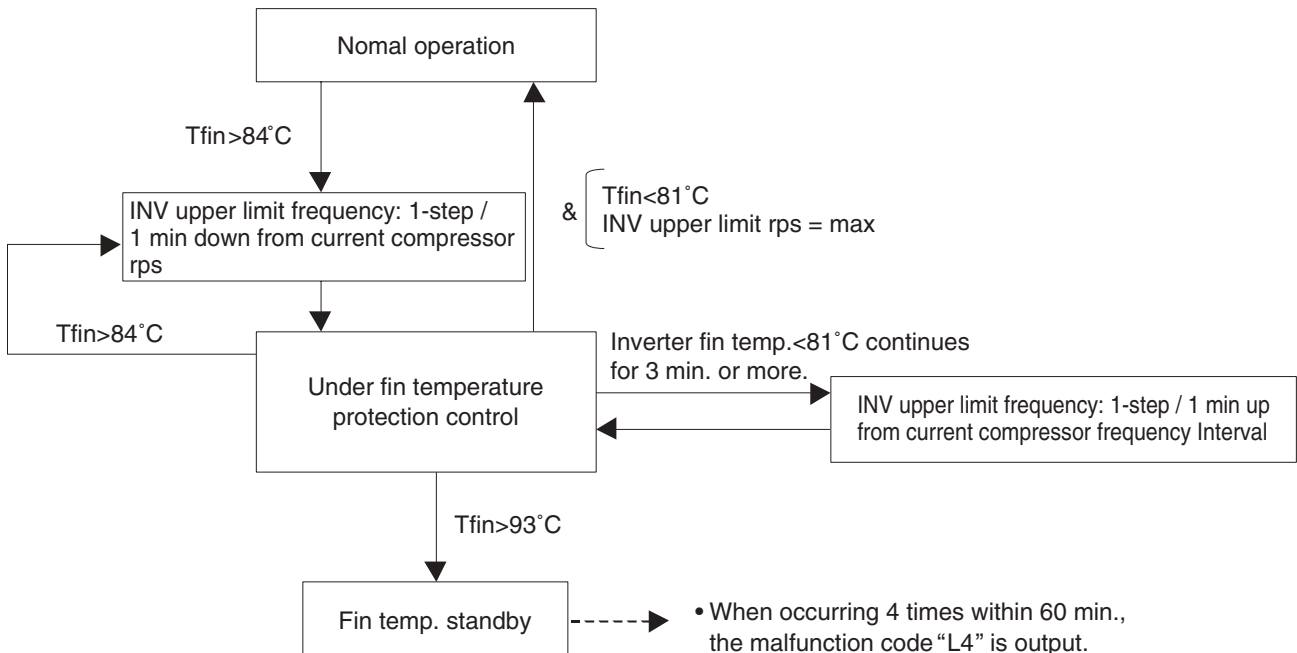 Nomal operation
Tfin>84˚C
Tfin<81˚C
& INV upper limit rps = max
INV upper limit frequency: 1-step /
1 min down from current compressor
rps
Tfin>84˚C
Under fin temperature
protection control
Inverter fin temp.<81˚C continues
for 3 min. or more.
INV upper limit frequency: 1-step / 1 min up
from current compressor frequency Interval
Tfin>93˚C
Fin temp. standby
• When occurring 4 times within 60 min.,
the malfunction code “L4” is output.